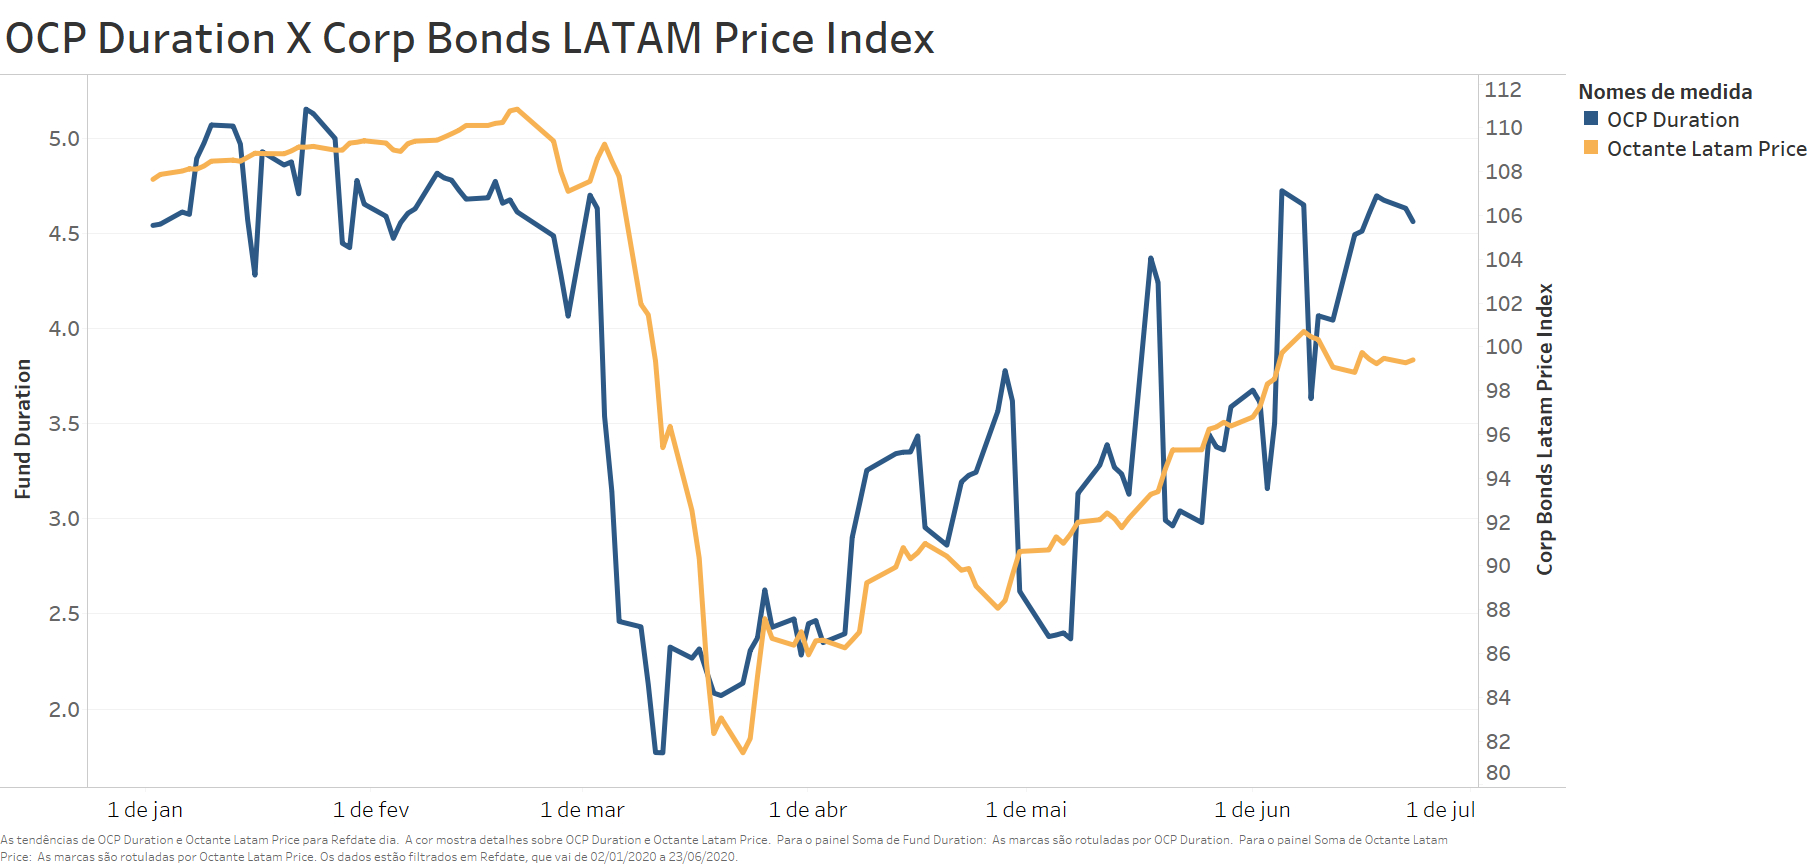 OCP Duration X Corp Bonds LATAM Price Index
Nomes de medida
OCP Duration
Octante Latam Price
Fund Duration
5.0
4.5
4.0
3.5
3.0
2.5
2.0
112
110
108
106
104
102
100
98
96
94
92
90
88
86
84
82
80
Corp Bonds Latam Price Index
1 de jan
1 de fev
1 de mar
1 de abr
1 de mai
1 de jun
1 de jul
As tendências de OCP Duration e Octante Latam Price para Refdate dia.  A cor mostra detalhes sobre OCP Duration e Octante Latam Price.  Para o painel Soma de Fund Duration:  As marcas são rotuladas por OCP Duration.  Para o painel Soma de Octante Latam
Price:  As marcas são rotuladas por Octante Latam Price. Os dados estão filtrados em Refdate, que vai de 02/01/2020 a 23/06/2020.